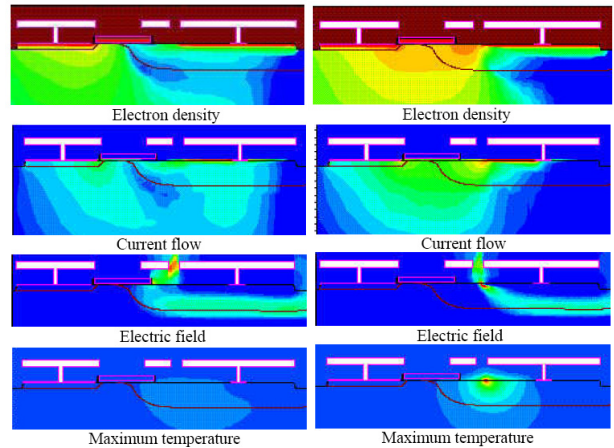 Electron density
Electron density
Current flow
Current flow
Electric field
Electric field
Maximum temperature
Maximum temperature